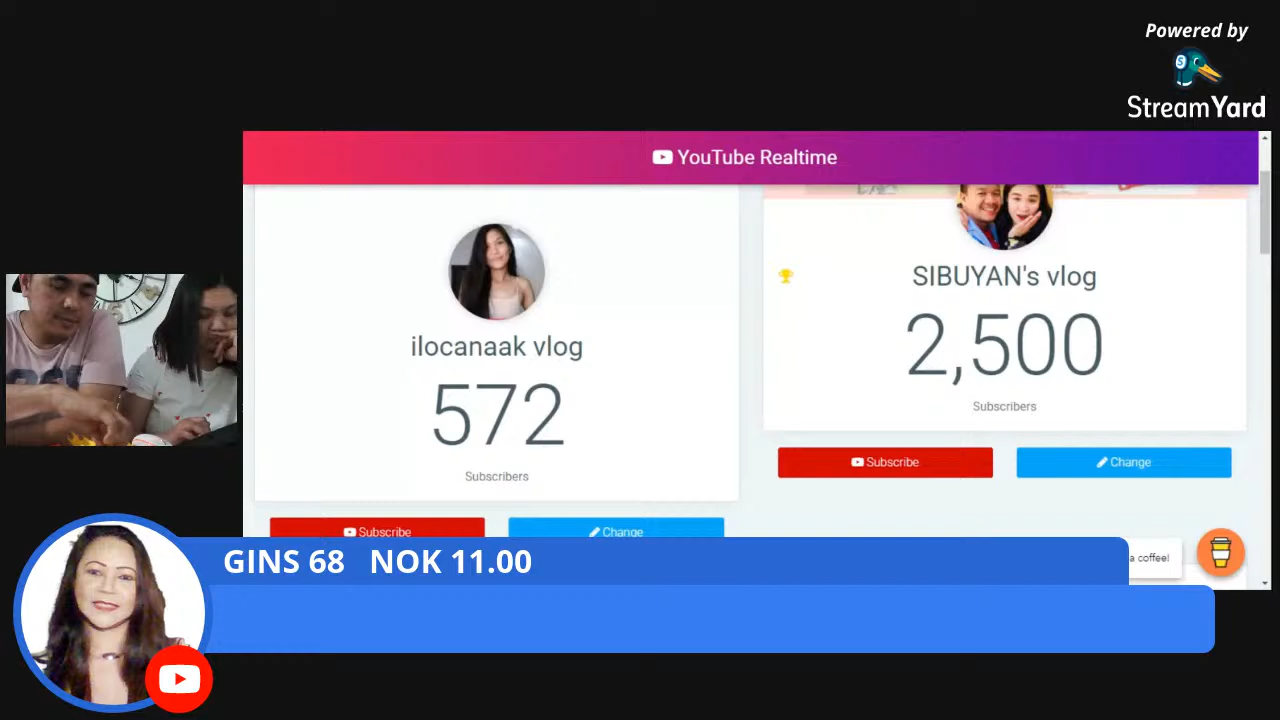 Powered by
StreamYard
YouTube Realtime
ilocanaak vlog
572
Subscribers
Subscribe
Change
SIBUYAN's vlog
2,500
Subscribers
Subscribe
Change
a coffee!
GINS 68 NOK 11.00